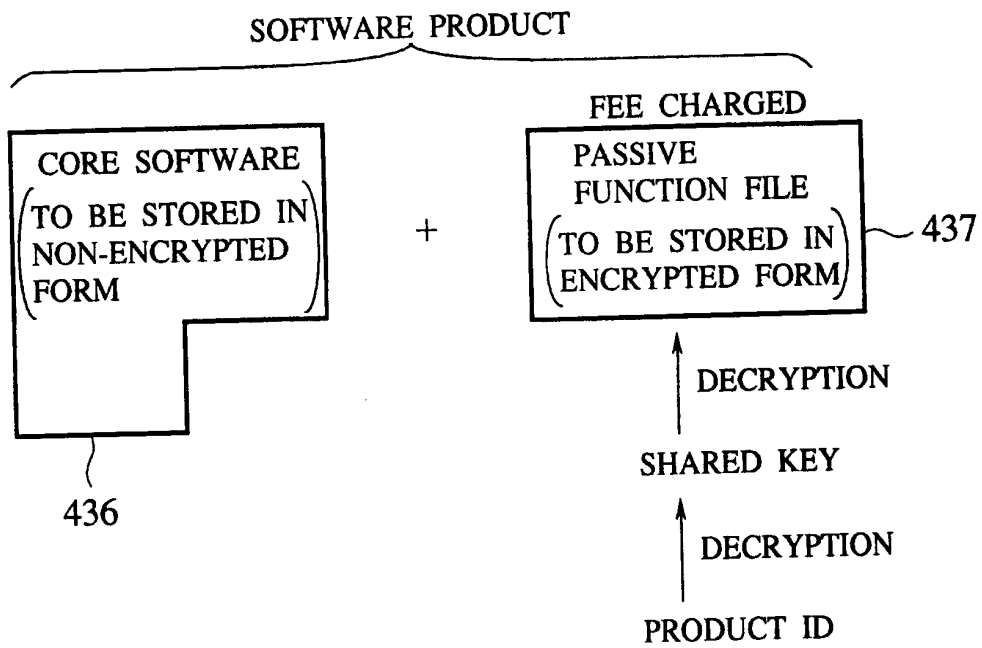 SOFTWARE PRODUCT
FEE CHARGED
CORE SOFTWARE
(TO BE STORED IN
NON-ENCRYPTED
FORM)
436
+
PASSIVE
FUNCTION FILE
(TO BE STORED IN
ENCRYPTED FORM)
437
DECRYPTION
SHARED KEY
DECRYPTION
PRODUCT ID